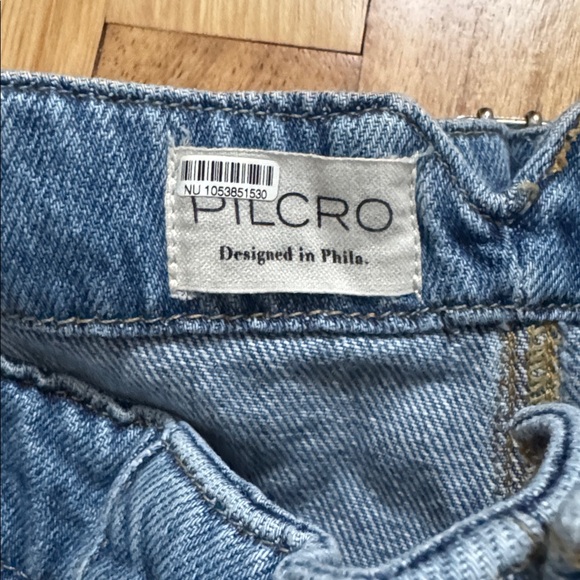 NU 1053851530
PILCRO
Designed in Phila.